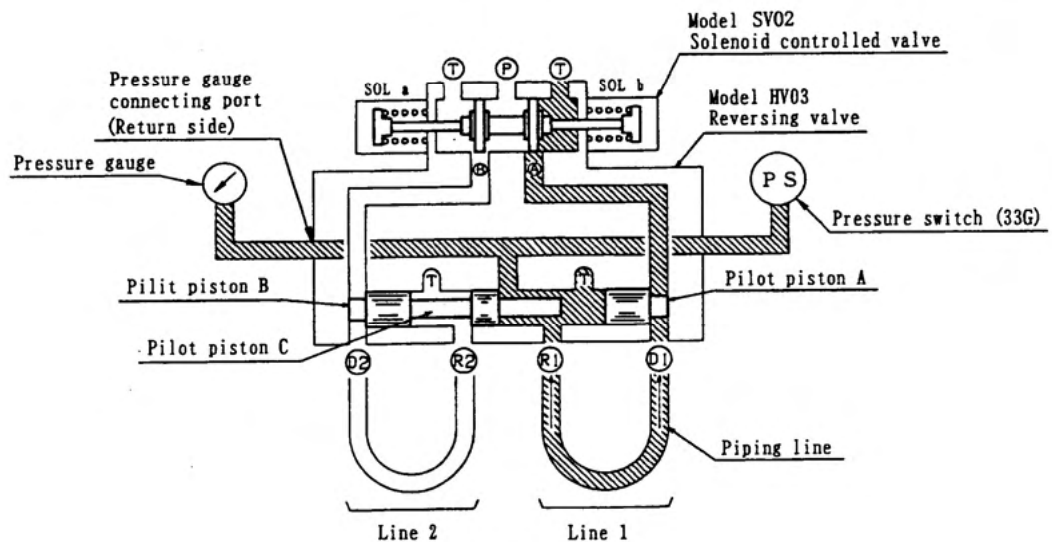 Model SV02
Solenoid controlled valve
T
P
T
SOL a
SOL b
Pressure gauge
connecting port
(Return side)
Model HV03
Reversing valve
Pressure gauge
B
A
PS
Pressure switch (33G)
T
T
Pilit piston B
Pilot piston A
Pilot piston C
D2
R2
R1
D1
Piping line
Line 2
Line 1